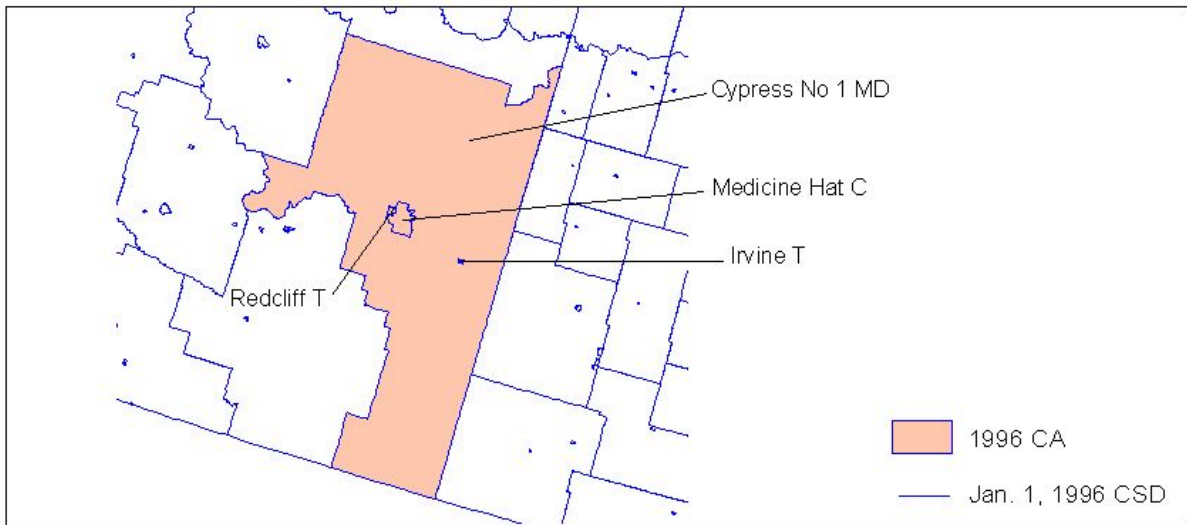 Cypress No 1 MD
Medicine Hat C
Irvine T
Redcliff T
1996 CA
Jan. 1, 1996 CSD